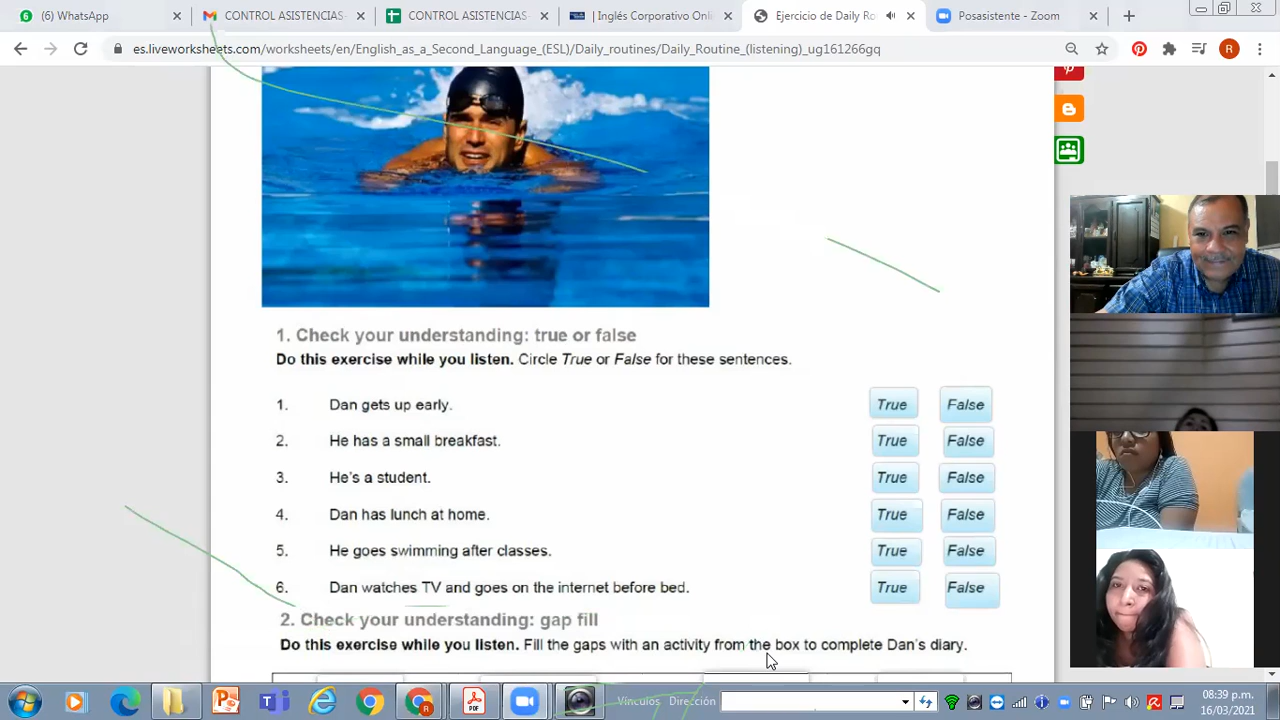 (6) WhatsApp
CONTROL ASISTENCIAS-
CONTROL ASISTENCIAS-
| Inglés Corporativo Onl
Ejercicio de Daily Ro
Posasistente - Zoom
es.liveworksheets.com/worksheets/en/English_as_a_Second_Language_(ESL)/Daily_routines/Daily_Routine_(listening)_ug161266gq
R
1. Check your understanding: true or false
Do this exercise while you listen. Circle True or False for these sentences.
1. Dan gets up early. True False
2. He has a small breakfast. True False
3. He's a student. True False
4. Dan has lunch at home. True False
5. He goes swimming after classes. True False
6. Dan watches TV and goes on the internet before bed. True False
2. Check your understanding: gap fill
Do this exercise while you listen. Fill the gaps with an activity from the box to complete Dan's diary.
Vínculos Dirección
08:39 p.m.
16/03/2021